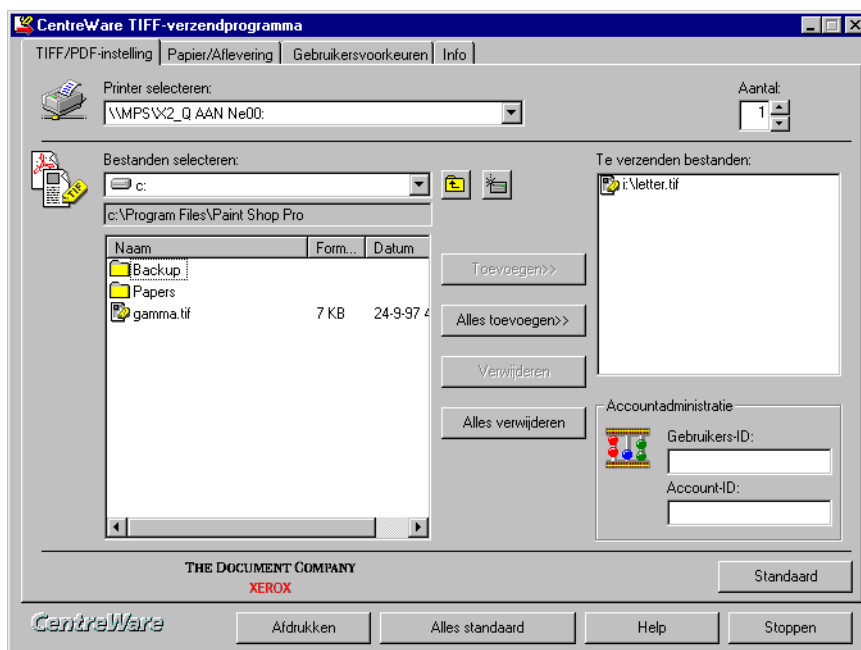 CentreWare TIFF-verzendprogramma
TIFF/PDF-instelling Papier/Aflevering Gebruikersvoorkeuren Info
Printer selecteren: Aantal:
\\MPS\X2_Q AAN Ne00: 1
Bestanden selecteren: Te verzenden bestanden:
c: i:\letter.tif
c:\Program Files\Paint Shop Pro
Naam Form... Datum
Backup
Papers
gamma.tif 7 KB 24-9-97 4
Toevoegen>>
Alles toevoegen>>
Verwijderen
Alles verwijderen
Accountadministratie
Gebruikers-ID:
Account-ID:
THE DOCUMENT COMPANY
XEROX
Standaard
CentreWare Afdrukken Alles standaard Help Stoppen